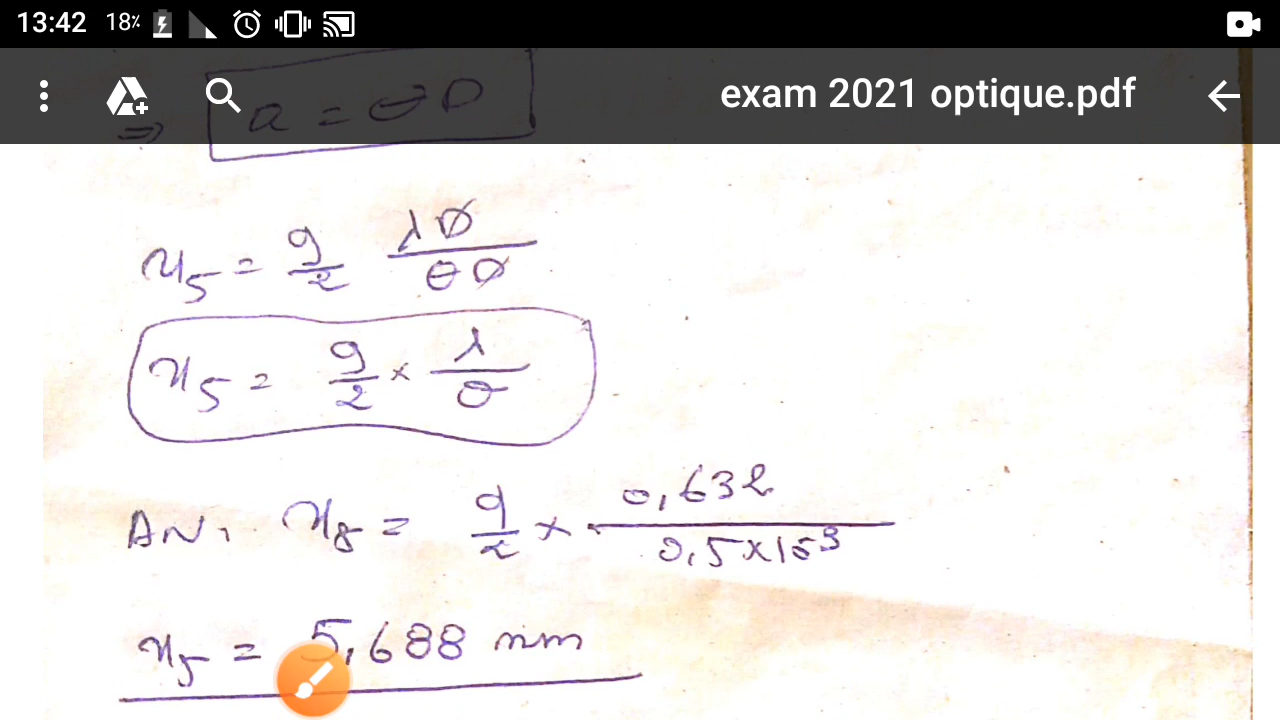 13:42 18%
exam 2021 optique.pdf
⇒ a = θD
x₅ = 9/2 λD/θD
x₅ = 9/2 × λ/θ
AN: x₅ = 9/2 × 0,632/0,5×10⁻³
x₅ = 5,688 mm